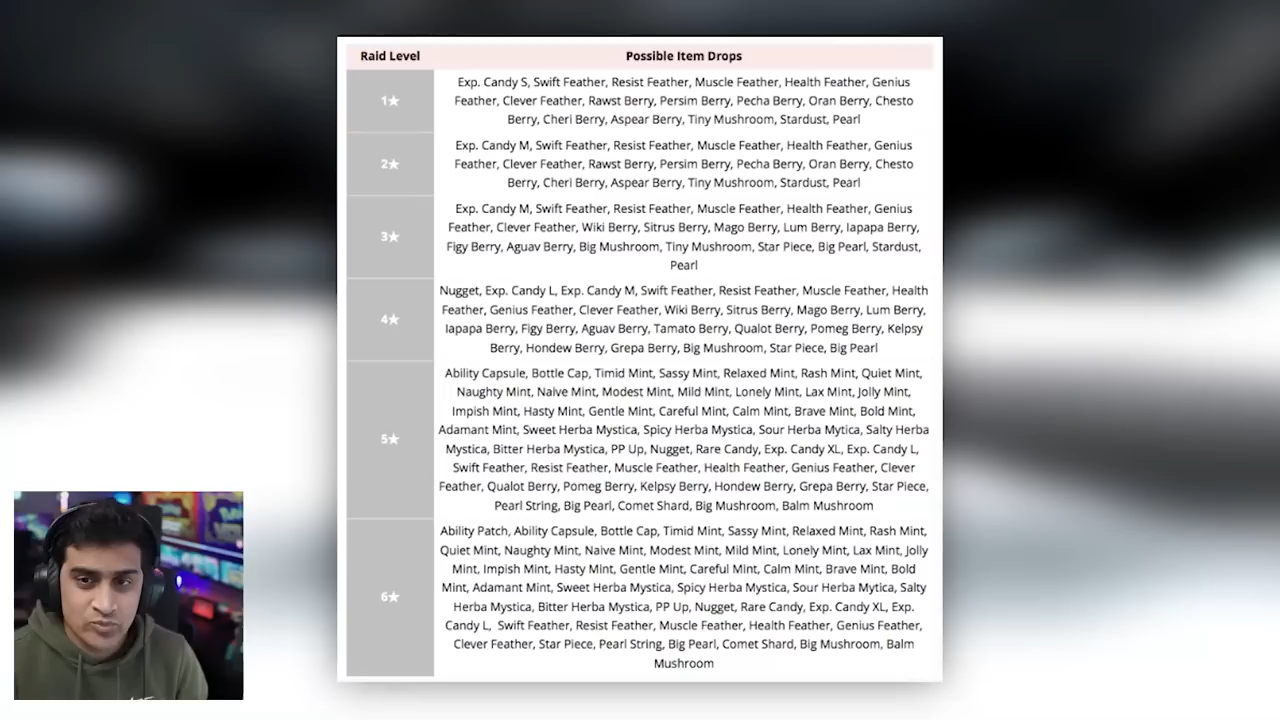 Raid Level Possible Item Drops
1★
Exp. Candy S, Swift Feather, Resist Feather, Muscle Feather, Health Feather, Genius
Feather, Clever Feather, Rawst Berry, Persim Berry, Pecha Berry, Oran Berry, Chesto
Berry, Cheri Berry, Aspear Berry, Tiny Mushroom, Stardust, Pearl
2★
Exp. Candy M, Swift Feather, Resist Feather, Muscle Feather, Health Feather, Genius
Feather, Clever Feather, Rawst Berry, Persim Berry, Pecha Berry, Oran Berry, Chesto
Berry, Cheri Berry, Aspear Berry, Tiny Mushroom, Stardust, Pearl
3★
Exp. Candy M, Swift Feather, Resist Feather, Muscle Feather, Health Feather, Genius
Feather, Clever Feather, Wiki Berry, Sitrus Berry, Mago Berry, Lum Berry, Iapapa Berry,
Figy Berry, Aguav Berry, Big Mushroom, Tiny Mushroom, Star Piece, Big Pearl, Stardust,
Pearl
4★
Nugget, Exp. Candy L, Exp. Candy M, Swift Feather, Resist Feather, Muscle Feather, Health
Feather, Genius Feather, Clever Feather, Wiki Berry, Sitrus Berry, Mago Berry, Lum Berry,
Iapapa Berry, Figy Berry, Aguav Berry, Tamato Berry, Qualot Berry, Pomeg Berry, Kelpsy
Berry, Hondew Berry, Grepa Berry, Big Mushroom, Star Piece, Big Pearl
5★
Ability Capsule, Bottle Cap, Timid Mint, Sassy Mint, Relaxed Mint, Rash Mint, Quiet Mint,
Naughty Mint, Naive Mint, Modest Mint, Mild Mint, Lonely Mint, Lax Mint, Jolly Mint,
Impish Mint, Hasty Mint, Gentle Mint, Careful Mint, Calm Mint, Brave Mint, Bold Mint,
Adamant Mint, Sweet Herba Mystica, Spicy Herba Mystica, Sour Herba Mytica, Salty Herba
Mystica, Bitter Herba Mystica, PP Up, Nugget, Rare Candy, Exp. Candy XL, Exp. Candy L,
Swift Feather, Resist Feather, Muscle Feather, Health Feather, Genius Feather, Clever
Feather, Qualot Berry, Pomeg Berry, Kelpsy Berry, Hondew Berry, Grepa Berry, Star Piece,
Pearl String, Big Pearl, Comet Shard, Big Mushroom, Balm Mushroom
6★
Ability Patch, Ability Capsule, Bottle Cap, Timid Mint, Sassy Mint, Relaxed Mint, Rash Mint,
Quiet Mint, Naughty Mint, Naive Mint, Modest Mint, Mild Mint, Lonely Mint, Lax Mint, Jolly
Mint, Impish Mint, Hasty Mint, Gentle Mint, Careful Mint, Calm Mint, Brave Mint, Bold
Mint, Adamant Mint, Sweet Herba Mystica, Spicy Herba Mystica, Sour Herba Mytica, Salty
Herba Mystica, Bitter Herba Mystica, PP Up, Nugget, Rare Candy, Exp. Candy XL, Exp.
Candy L, Swift Feather, Resist Feather, Muscle Feather, Health Feather, Genius Feather,
Clever Feather, Star Piece, Pearl String, Big Pearl, Comet Shard, Big Mushroom, Balm
Mushroom